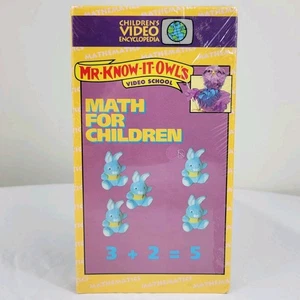 CHILDREN'S
VIDEO
ENCYCLOPEDIA
MR•KNOW•IT•OWL'S
VIDEO SCHOOL
MATH
FOR
CHILDREN
3 + 2 = 5